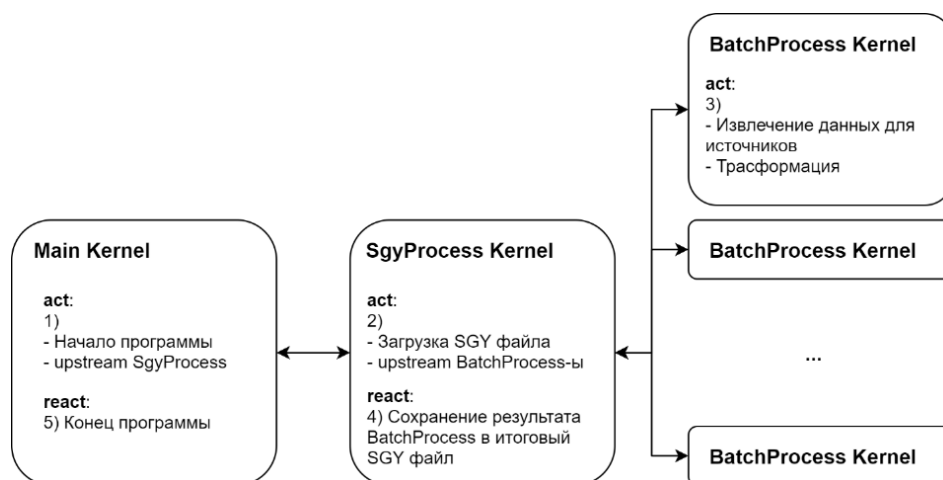 Main Kernel
act:
1)
- Начало программы
- upstream SgyProcess
react:
5) Конец программы
SgyProcess Kernel
act:
2)
- Загрузка SGY файла
- upstream BatchProcess-ы
react:
4) Сохранение результата
BatchProcess в итоговый
SGY файл
BatchProcess Kernel
act:
3)
- Извлечение данных для
источников
- Трасформация
BatchProcess Kernel
...
BatchProcess Kernel